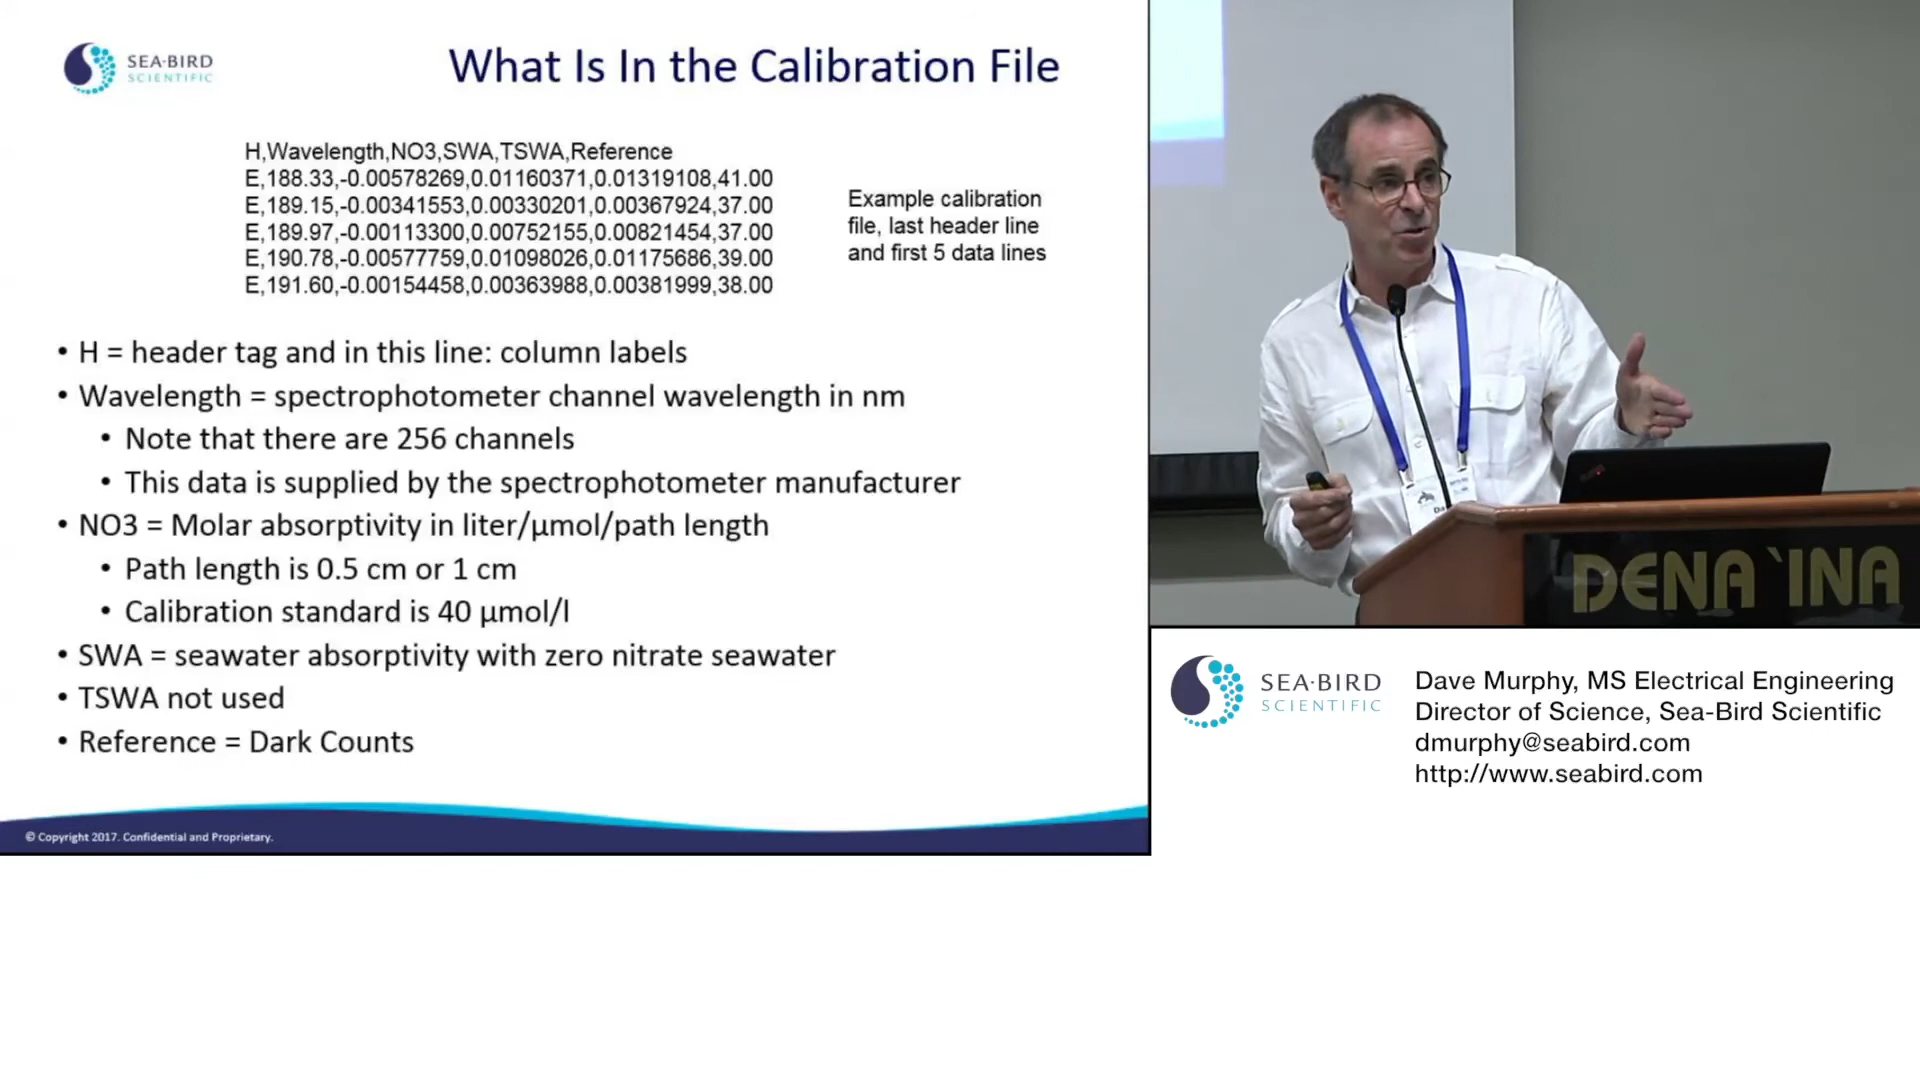 SEA·BIRD
SCIENTIFIC
What Is In the Calibration File
H,Wavelength,NO3,SWA,TSWA,Reference
E,188.33,-0.00578269,0.01160371,0.01319108,41.00
E,189.15,-0.00341553,0.00330201,0.00367924,37.00
E,189.97,-0.00113300,0.00752155,0.00821454,37.00
E,190.78,-0.00577759,0.01098026,0.01175686,39.00
E,191.60,-0.00154458,0.00363988,0.00381999,38.00
Example calibration
file, last header line
and first 5 data lines
• H = header tag and in this line: column labels
• Wavelength = spectrophotometer channel wavelength in nm
• Note that there are 256 channels
• This data is supplied by the spectrophotometer manufacturer
• NO3 = Molar absorptivity in liter/µmol/path length
• Path length is 0.5 cm or 1 cm
• Calibration standard is 40 µmol/l
• SWA = seawater absorptivity with zero nitrate seawater
• TSWA not used
• Reference = Dark Counts
© Copyright 2017. Confidential and Proprietary.
DENA`INA
SEA·BIRD
SCIENTIFIC
Dave Murphy, MS Electrical Engineering
Director of Science, Sea-Bird Scientific
dmurphy@seabird.com
http://www.seabird.com